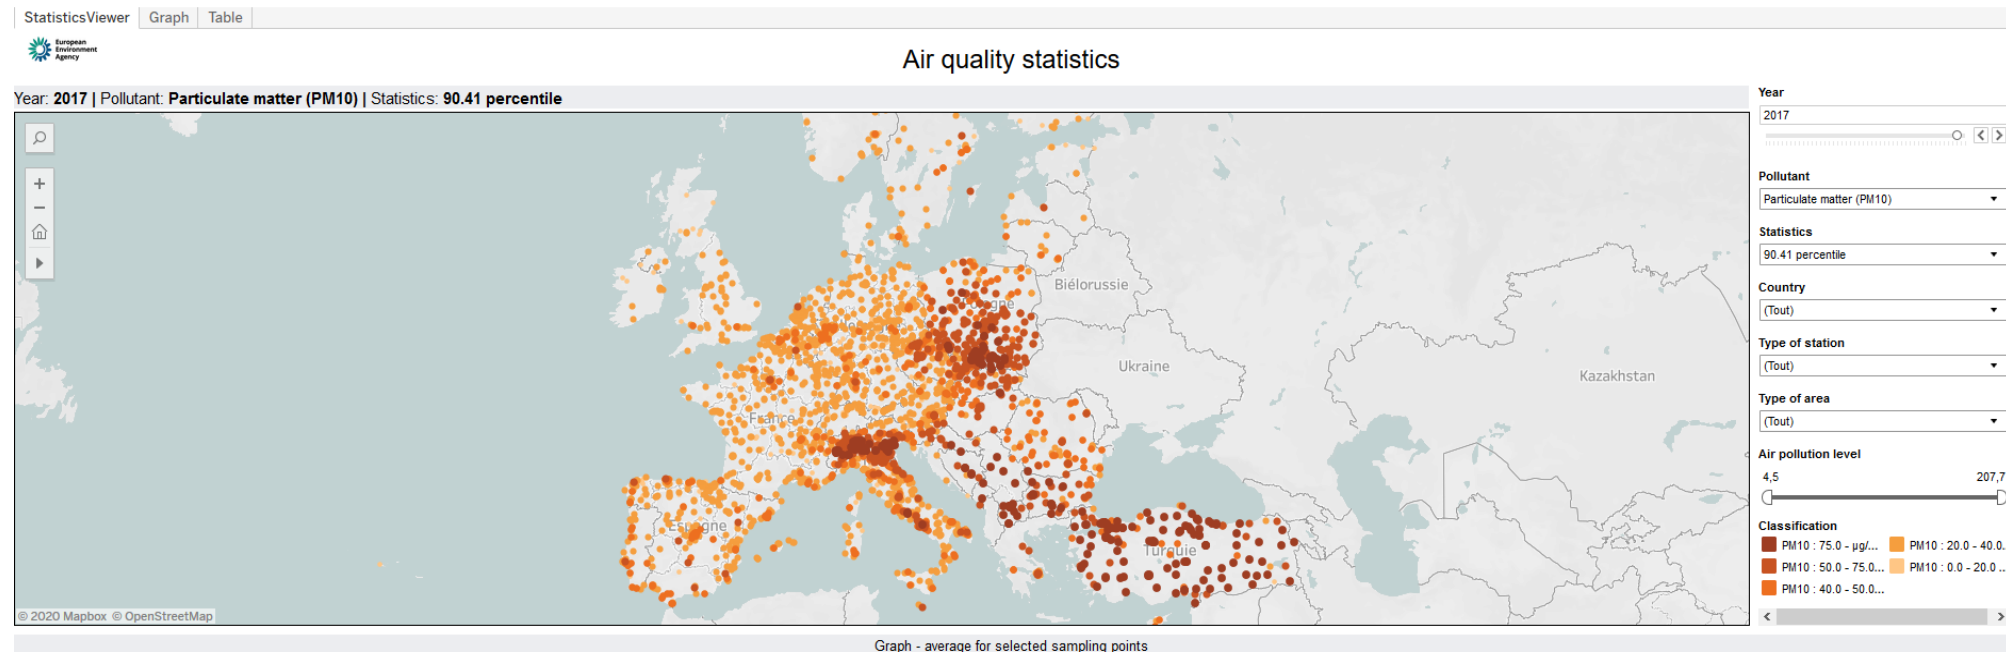 StatisticsViewer Graph Table
European
Environment
Agency
Air quality statistics
Year: 2017 | Pollutant: Particulate matter (PM10) | Statistics: 90.41 percentile
Biélorussie
Ukraine
Kazakhstan
France
Espagne
Turquie
© 2020 Mapbox © OpenStreetMap
Year
2017
Pollutant
Particulate matter (PM10)
Statistics
90.41 percentile
Country
(Tout)
Type of station
(Tout)
Type of area
(Tout)
Air pollution level
4,5 207,7
Classification
PM10 : 75.0 - µg/... PM10 : 20.0 - 40.0.
PM10 : 50.0 - 75.0... PM10 : 0.0 - 20.0 ..
PM10 : 40.0 - 50.0...
Graph - average for selected sampling points